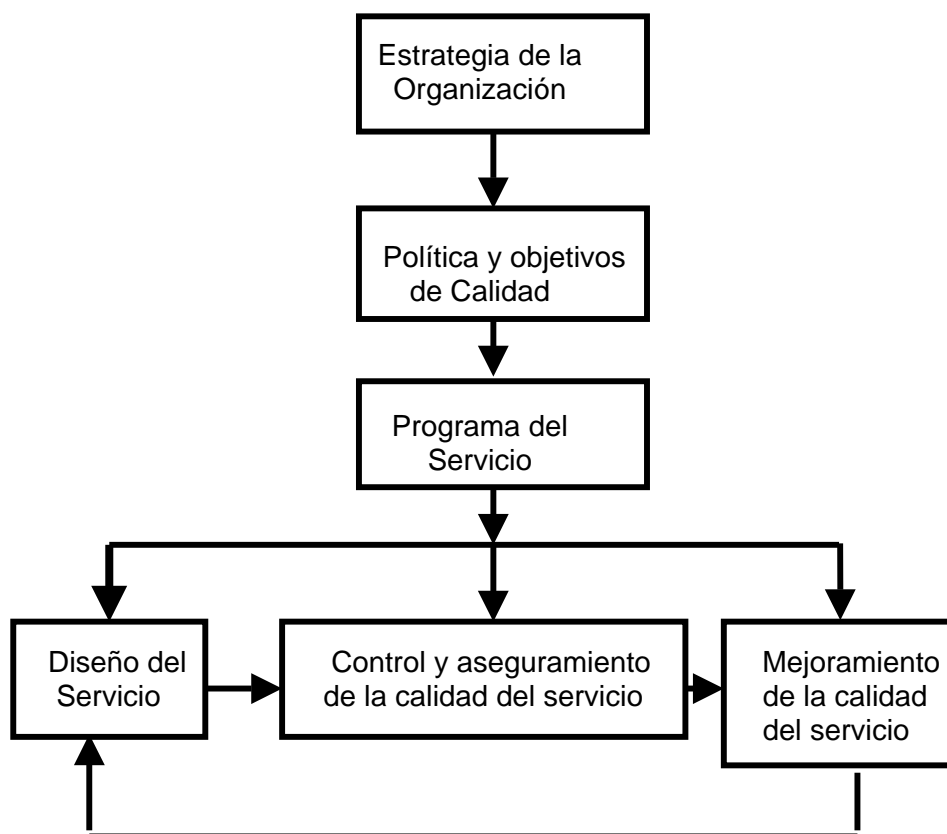 Estrategia de la
Organización
Política y objetivos
de Calidad
Programa del
Servicio
Diseño del
Servicio
Control y aseguramiento
de la calidad del servicio
Mejoramiento
de la calidad
del servicio